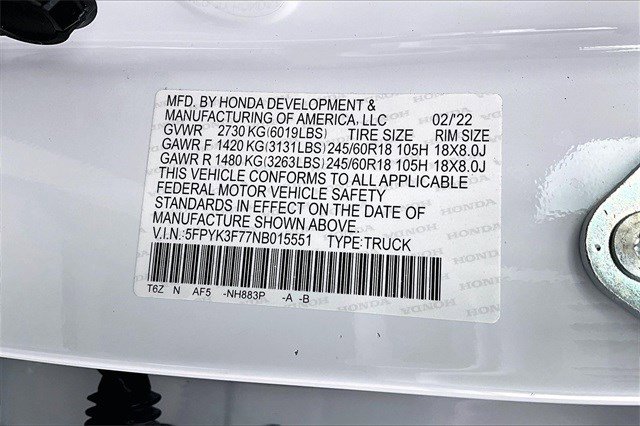 MFD. BY HONDA DEVELOPMENT &
MANUFACTURING OF AMERICA, LLC 02/'22
GVWR 2730 KG(6019LBS) TIRE SIZE RIM SIZE
GAWR F 1420 KG(3131LBS) 245/60R18 105H 18X8.0J
GAWR R 1480 KG(3263LBS) 245/60R18 105H 18X8.0J
THIS VEHICLE CONFORMS TO ALL APPLICABLE
FEDERAL MOTOR VEHICLE SAFETY
STANDARDS IN EFFECT ON THE DATE OF
MANUFACTURE SHOWN ABOVE.
V.I.N.:5FPYK3F77NB015551 TYPE:TRUCK
T6Z N AF5 -NH883P -A -B